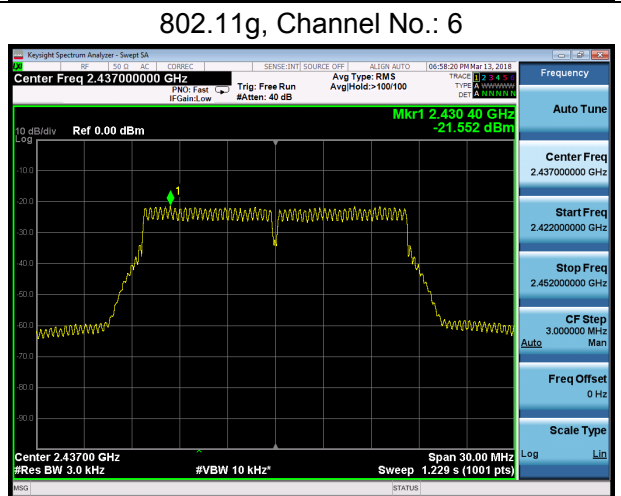 802.11g, Channel No.: 6
Keysight Spectrum Analyzer - Swept SA
LXI RF 50 Ω AC CORREC SENSE:INT SOURCE OFF ALIGN AUTO 06:58:20 PM Mar 13, 2018
Center Freq 2.437000000 GHz
PNO: Fast
IFGain:Low
Trig: Free Run
#Atten: 40 dB
Avg Type: RMS
Avg|Hold:>100/100
TRACE 1 2 3 4 5 6
TYPE A WWWWW
DET A NNNNN
Frequency
Mkr1 2.430 40 GHz
-21.552 dBm
10 dB/div Ref 0.00 dBm
Log
-10.0
-20.0
-30.0
-40.0
-50.0
-60.0
-70.0
-80.0
-90.0
1
Center 2.43700 GHz
#Res BW 3.0 kHz
#VBW 10 kHz*
Span 30.00 MHz
Sweep 1.229 s (1001 pts)
Auto Tune
Center Freq
2.437000000 GHz
Start Freq
2.422000000 GHz
Stop Freq
2.452000000 GHz
CF Step
3.000000 MHz
Auto Man
Freq Offset
0 Hz
Scale Type
Log Lin
MSG STATUS